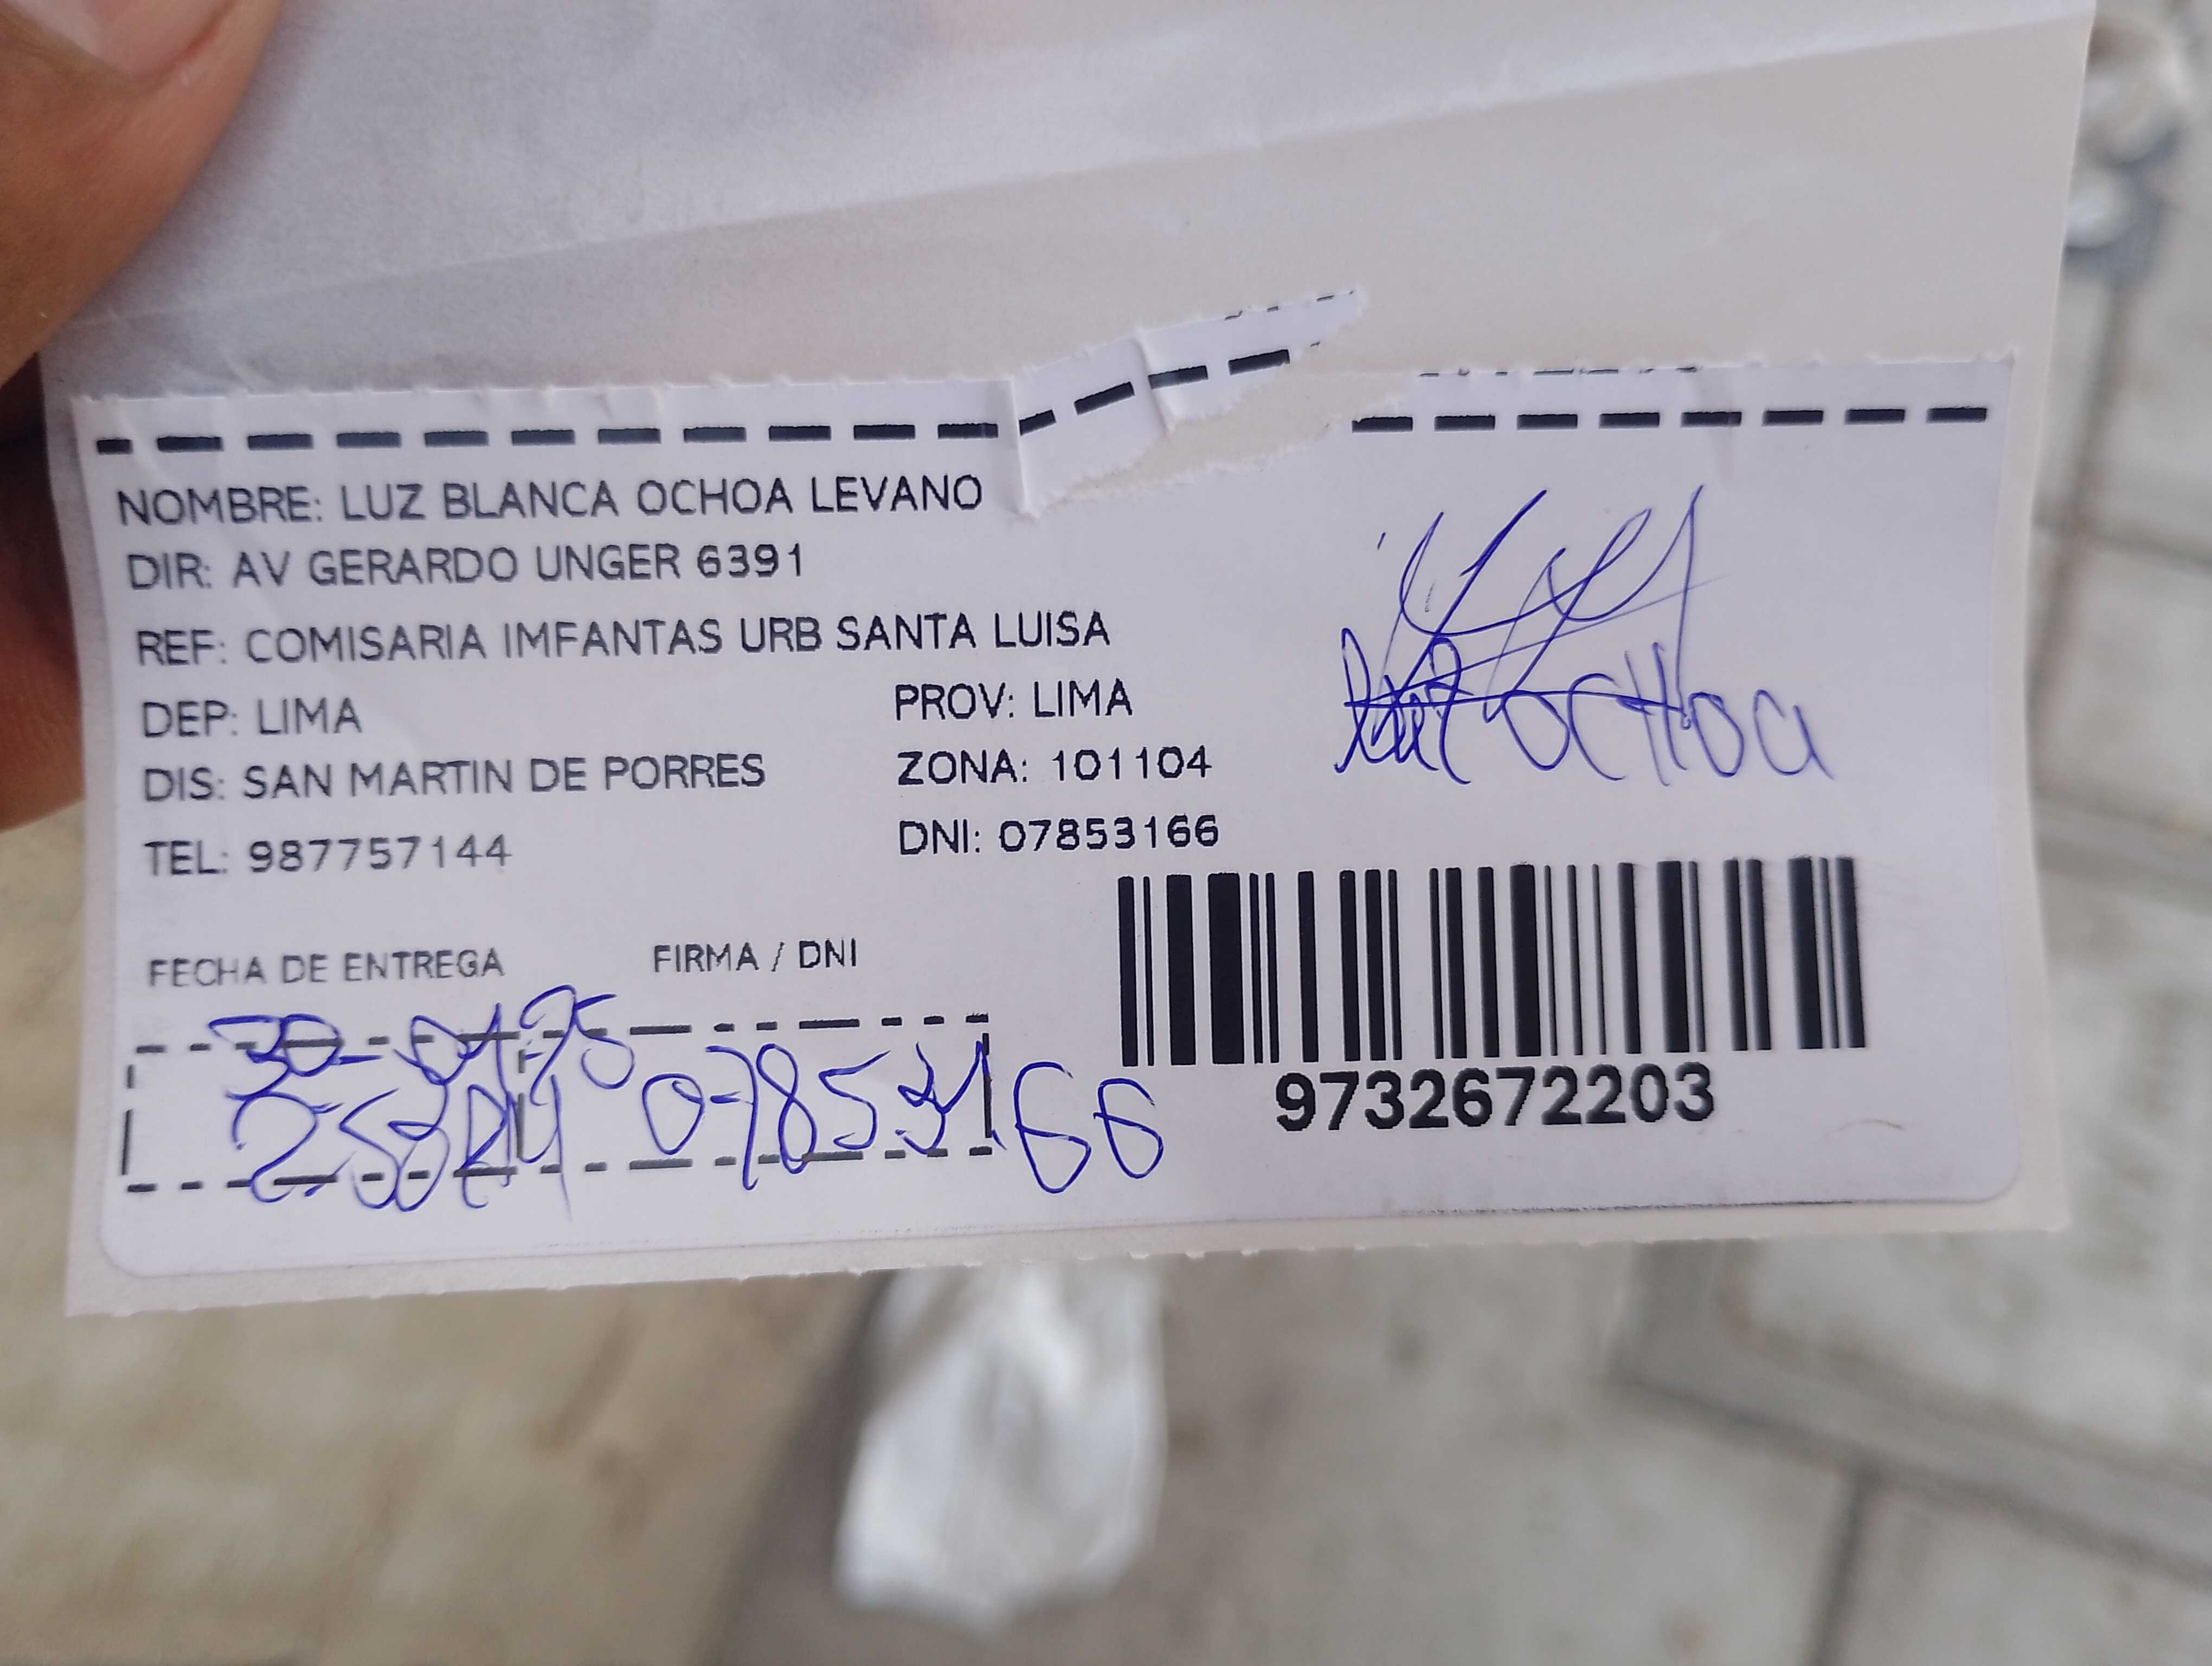 NOMBRE: LUZ BLANCA OCHOA LEVANO
DIR: AV GERARDO UNGER 6391
REF: COMISARIA IMFANTAS URB SANTA LUISA
DEP: LIMA PROV: LIMA
DIS: SAN MARTIN DE PORRES ZONA: 101104
TEL: 987757144 DNI: 07853166
OCHOa
FECHA DE ENTREGA FIRMA / DNI
07853166
9732672203